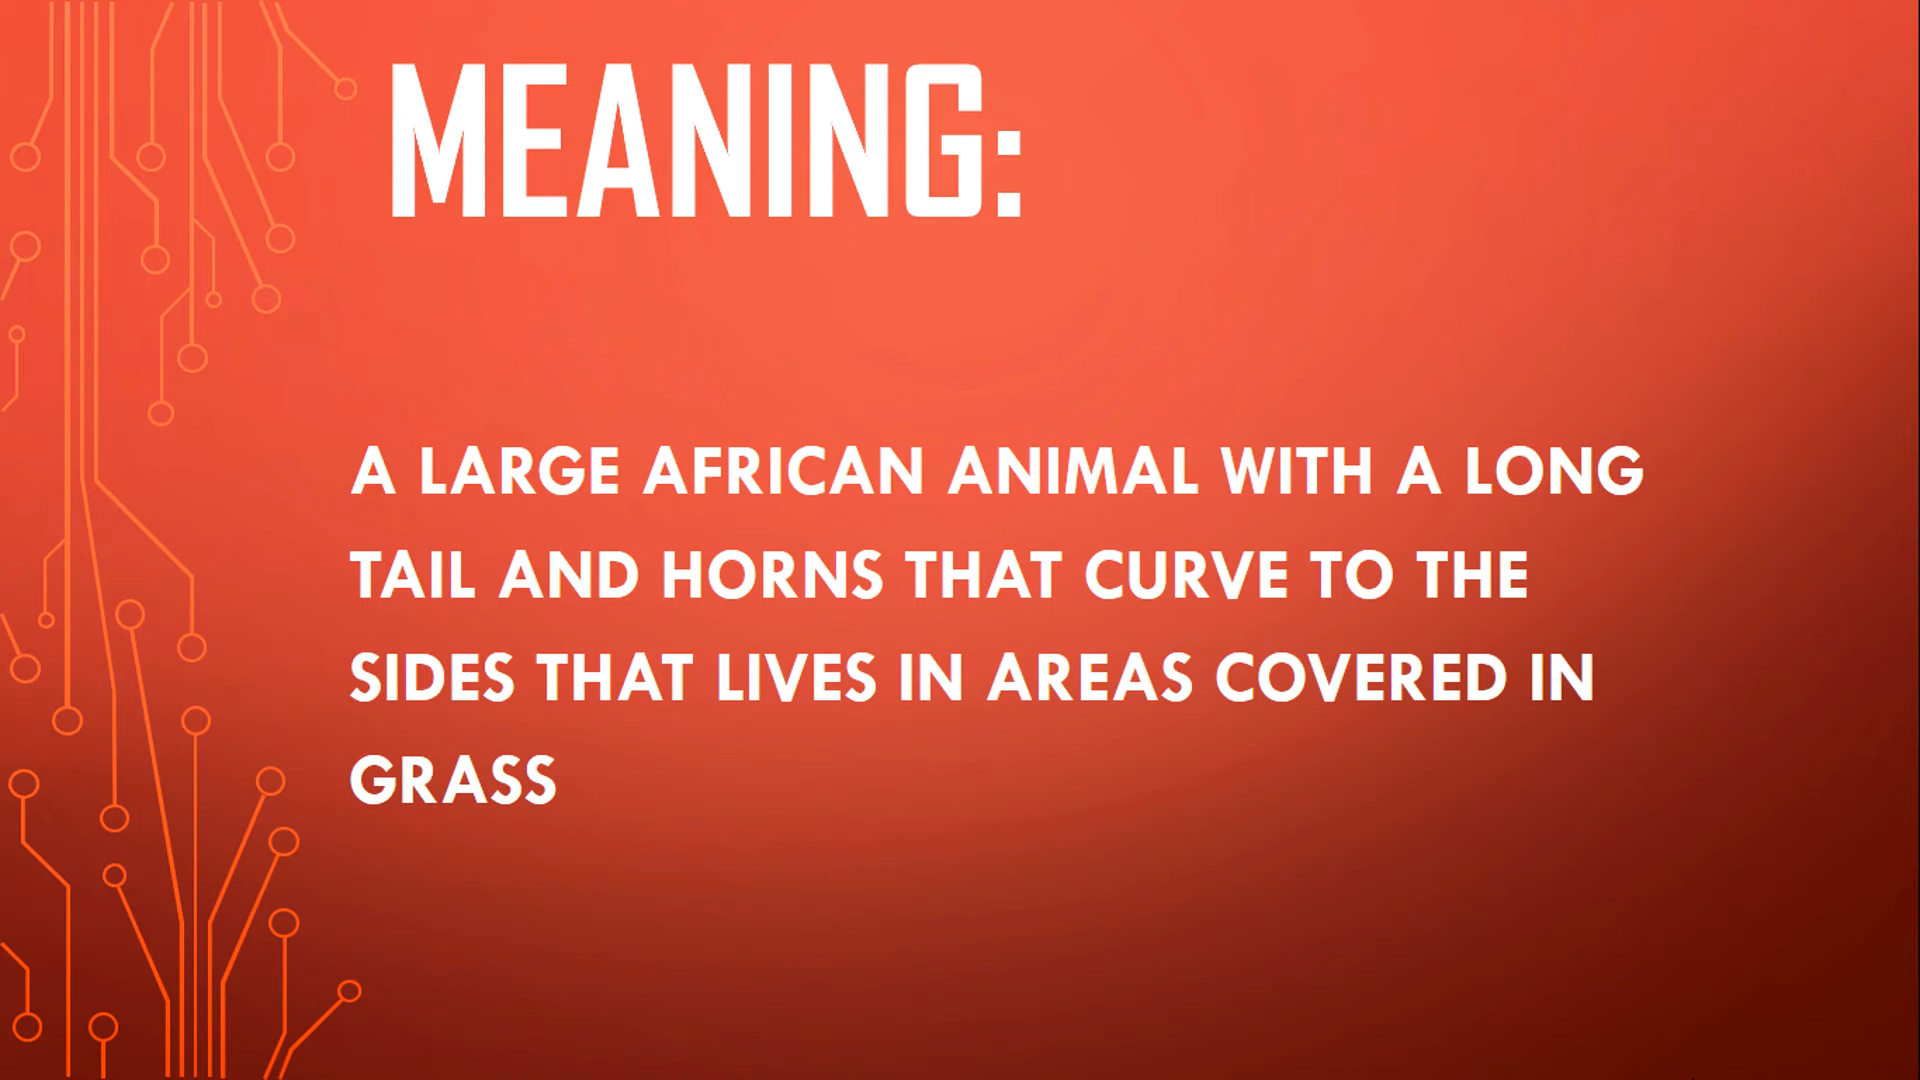 MEANING:
A LARGE AFRICAN ANIMAL WITH A LONG
TAIL AND HORNS THAT CURVE TO THE
SIDES THAT LIVES IN AREAS COVERED IN
GRASS